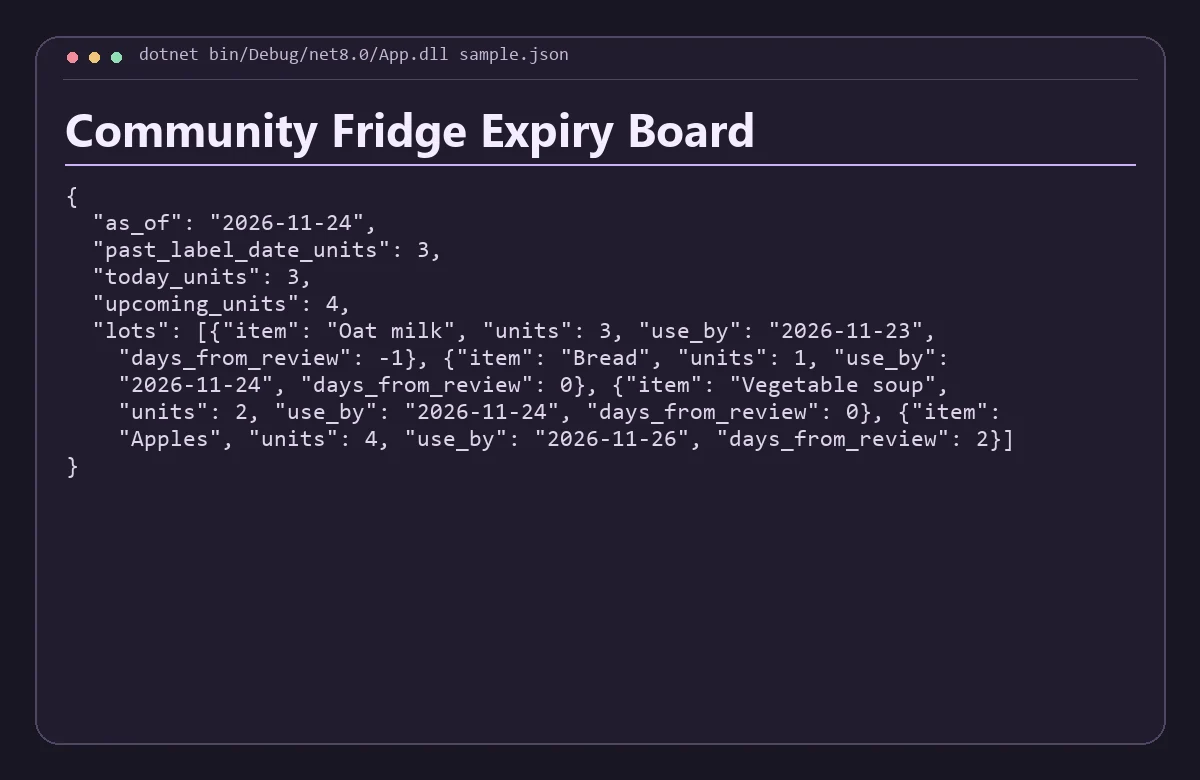 dotnet bin/Debug/net8.0/App.dll sample.json
Community Fridge Expiry Board
{
  "as_of": "2026-11-24",
  "past_label_date_units": 3,
  "today_units": 3,
  "upcoming_units": 4,
  "lots": [{"item": "Oat milk", "units": 3, "use_by": "2026-11-23",
    "days_from_review": -1}, {"item": "Bread", "units": 1, "use_by":
    "2026-11-24", "days_from_review": 0}, {"item": "Vegetable soup",
    "units": 2, "use_by": "2026-11-24", "days_from_review": 0}, {"item":
    "Apples", "units": 4, "use_by": "2026-11-26", "days_from_review": 2}]
}